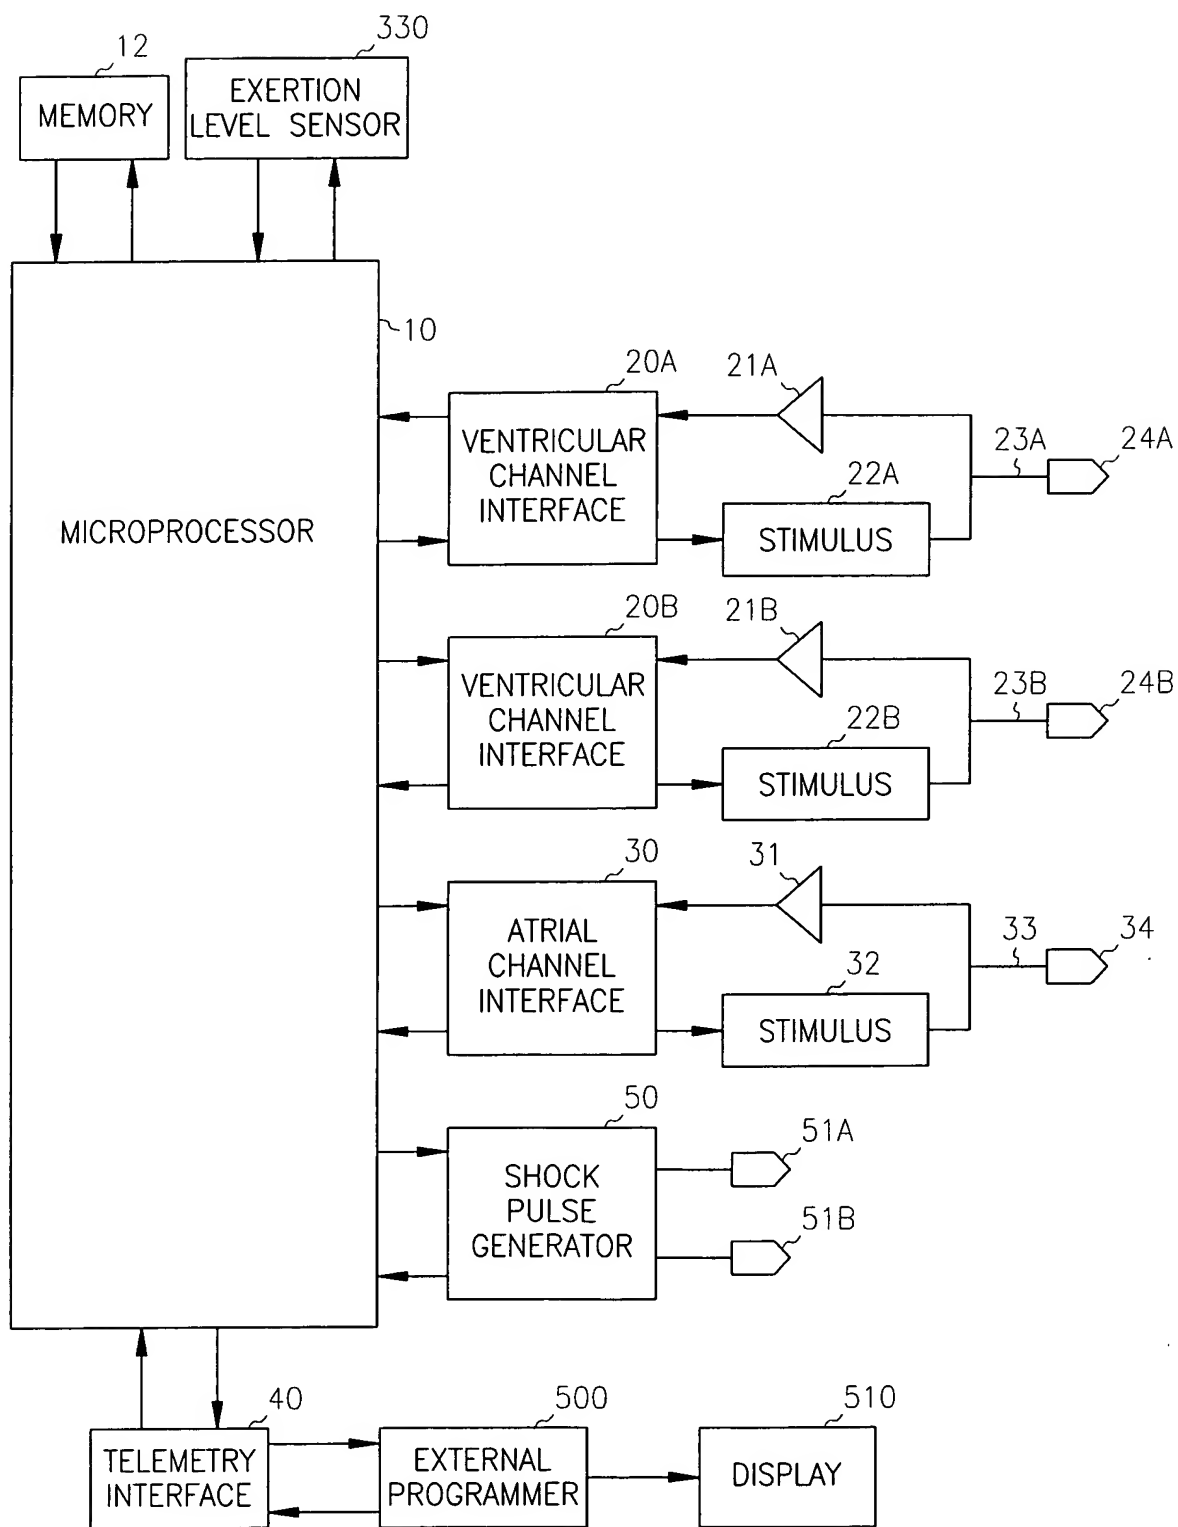 12
330
MEMORY
EXERTION
LEVEL SENSOR
10
MICROPROCESSOR
20A
21A
VENTRICULAR
CHANNEL
INTERFACE
22A
STIMULUS
23A
24A
20B
21B
VENTRICULAR
CHANNEL
INTERFACE
22B
STIMULUS
23B
24B
30
31
ATRIAL
CHANNEL
INTERFACE
32
STIMULUS
33
34
50
SHOCK
PULSE
GENERATOR
51A
51B
40
TELEMETRY
INTERFACE
500
EXTERNAL
PROGRAMMER
510
DISPLAY